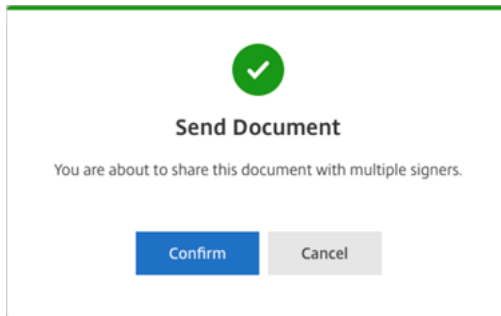 Send Document
You are about to share this document with multiple signers.
Confirm
Cancel